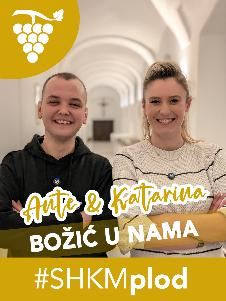 Ante & Katarina
BOŽIĆ U NAMA
#SHKMplod